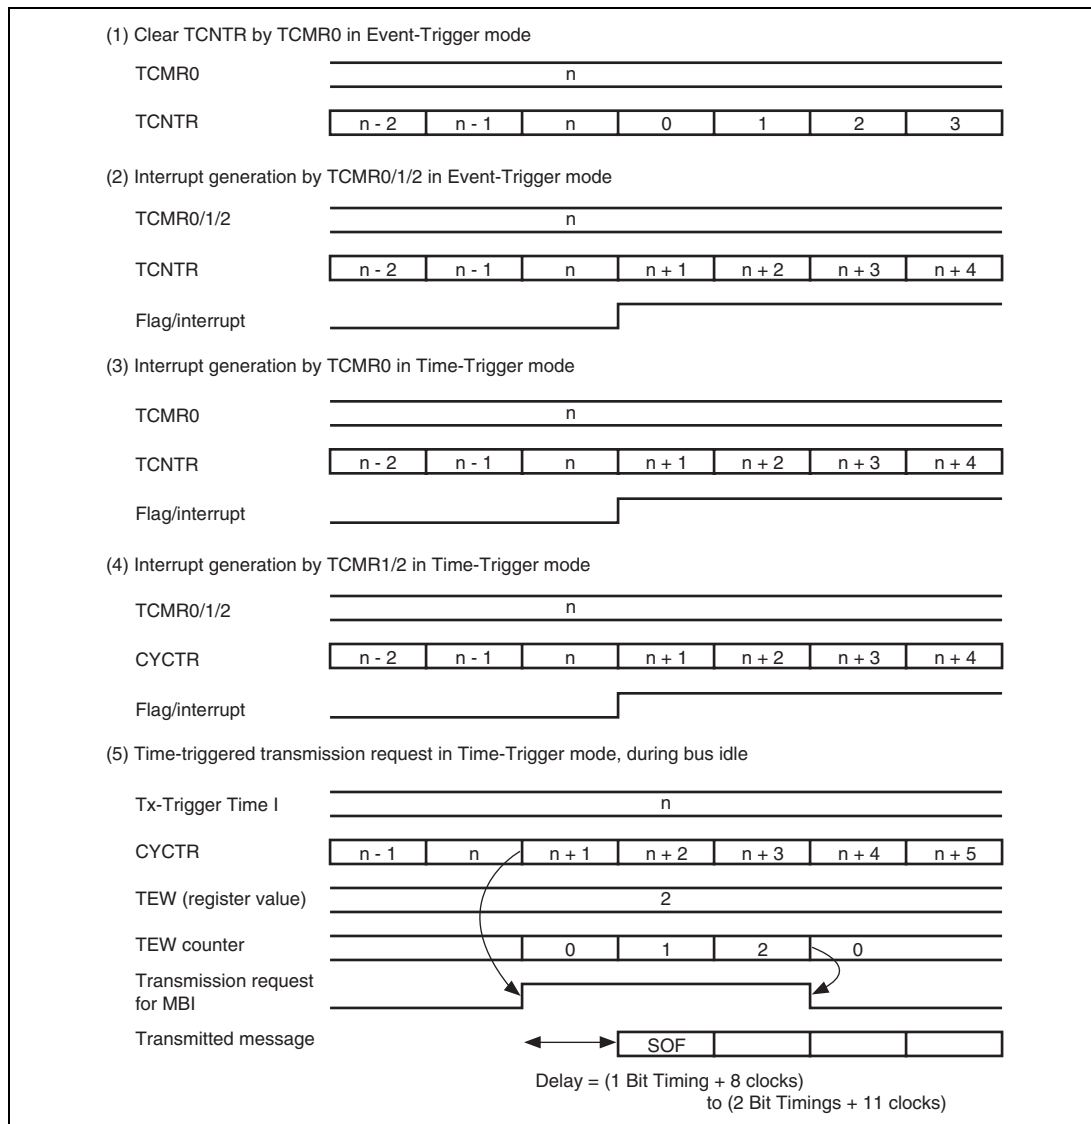 (1) Clear TCNTR by TCMR0 in Event-Trigger mode
TCMR0 n
TCNTR n - 2 n - 1 n 0 1 2 3
(2) Interrupt generation by TCMR0/1/2 in Event-Trigger mode
TCMR0/1/2 n
TCNTR n - 2 n - 1 n n + 1 n + 2 n + 3 n + 4
Flag/interrupt
(3) Interrupt generation by TCMR0 in Time-Trigger mode
TCMR0 n
TCNTR n - 2 n - 1 n n + 1 n + 2 n + 3 n + 4
Flag/interrupt
(4) Interrupt generation by TCMR1/2 in Time-Trigger mode
TCMR0/1/2 n
CYCTR n - 2 n - 1 n n + 1 n + 2 n + 3 n + 4
Flag/interrupt
(5) Time-triggered transmission request in Time-Trigger mode, during bus idle
Tx-Trigger Time I n
CYCTR n - 1 n n + 1 n + 2 n + 3 n + 4 n + 5
TEW (register value) 2
TEW counter 0 1 2 0
Transmission request
for MBI
Transmitted message SOF
Delay = (1 Bit Timing + 8 clocks)
to (2 Bit Timings + 11 clocks)